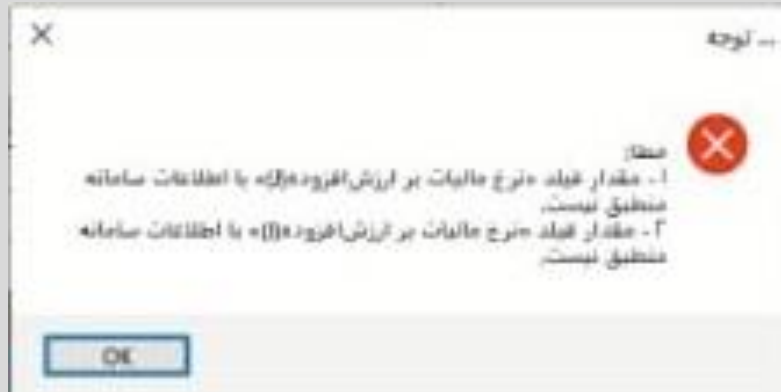 ... توجه
خطا:
۱- مقدار فیلد «نرخ مالیات بر ارزش‌افزوده» با اطلاعات سامانه
منطبق نیست.
۲- مقدار فیلد «نرخ مالیات بر ارزش‌افزوده» با اطلاعات سامانه
منطبق نیست.
OK